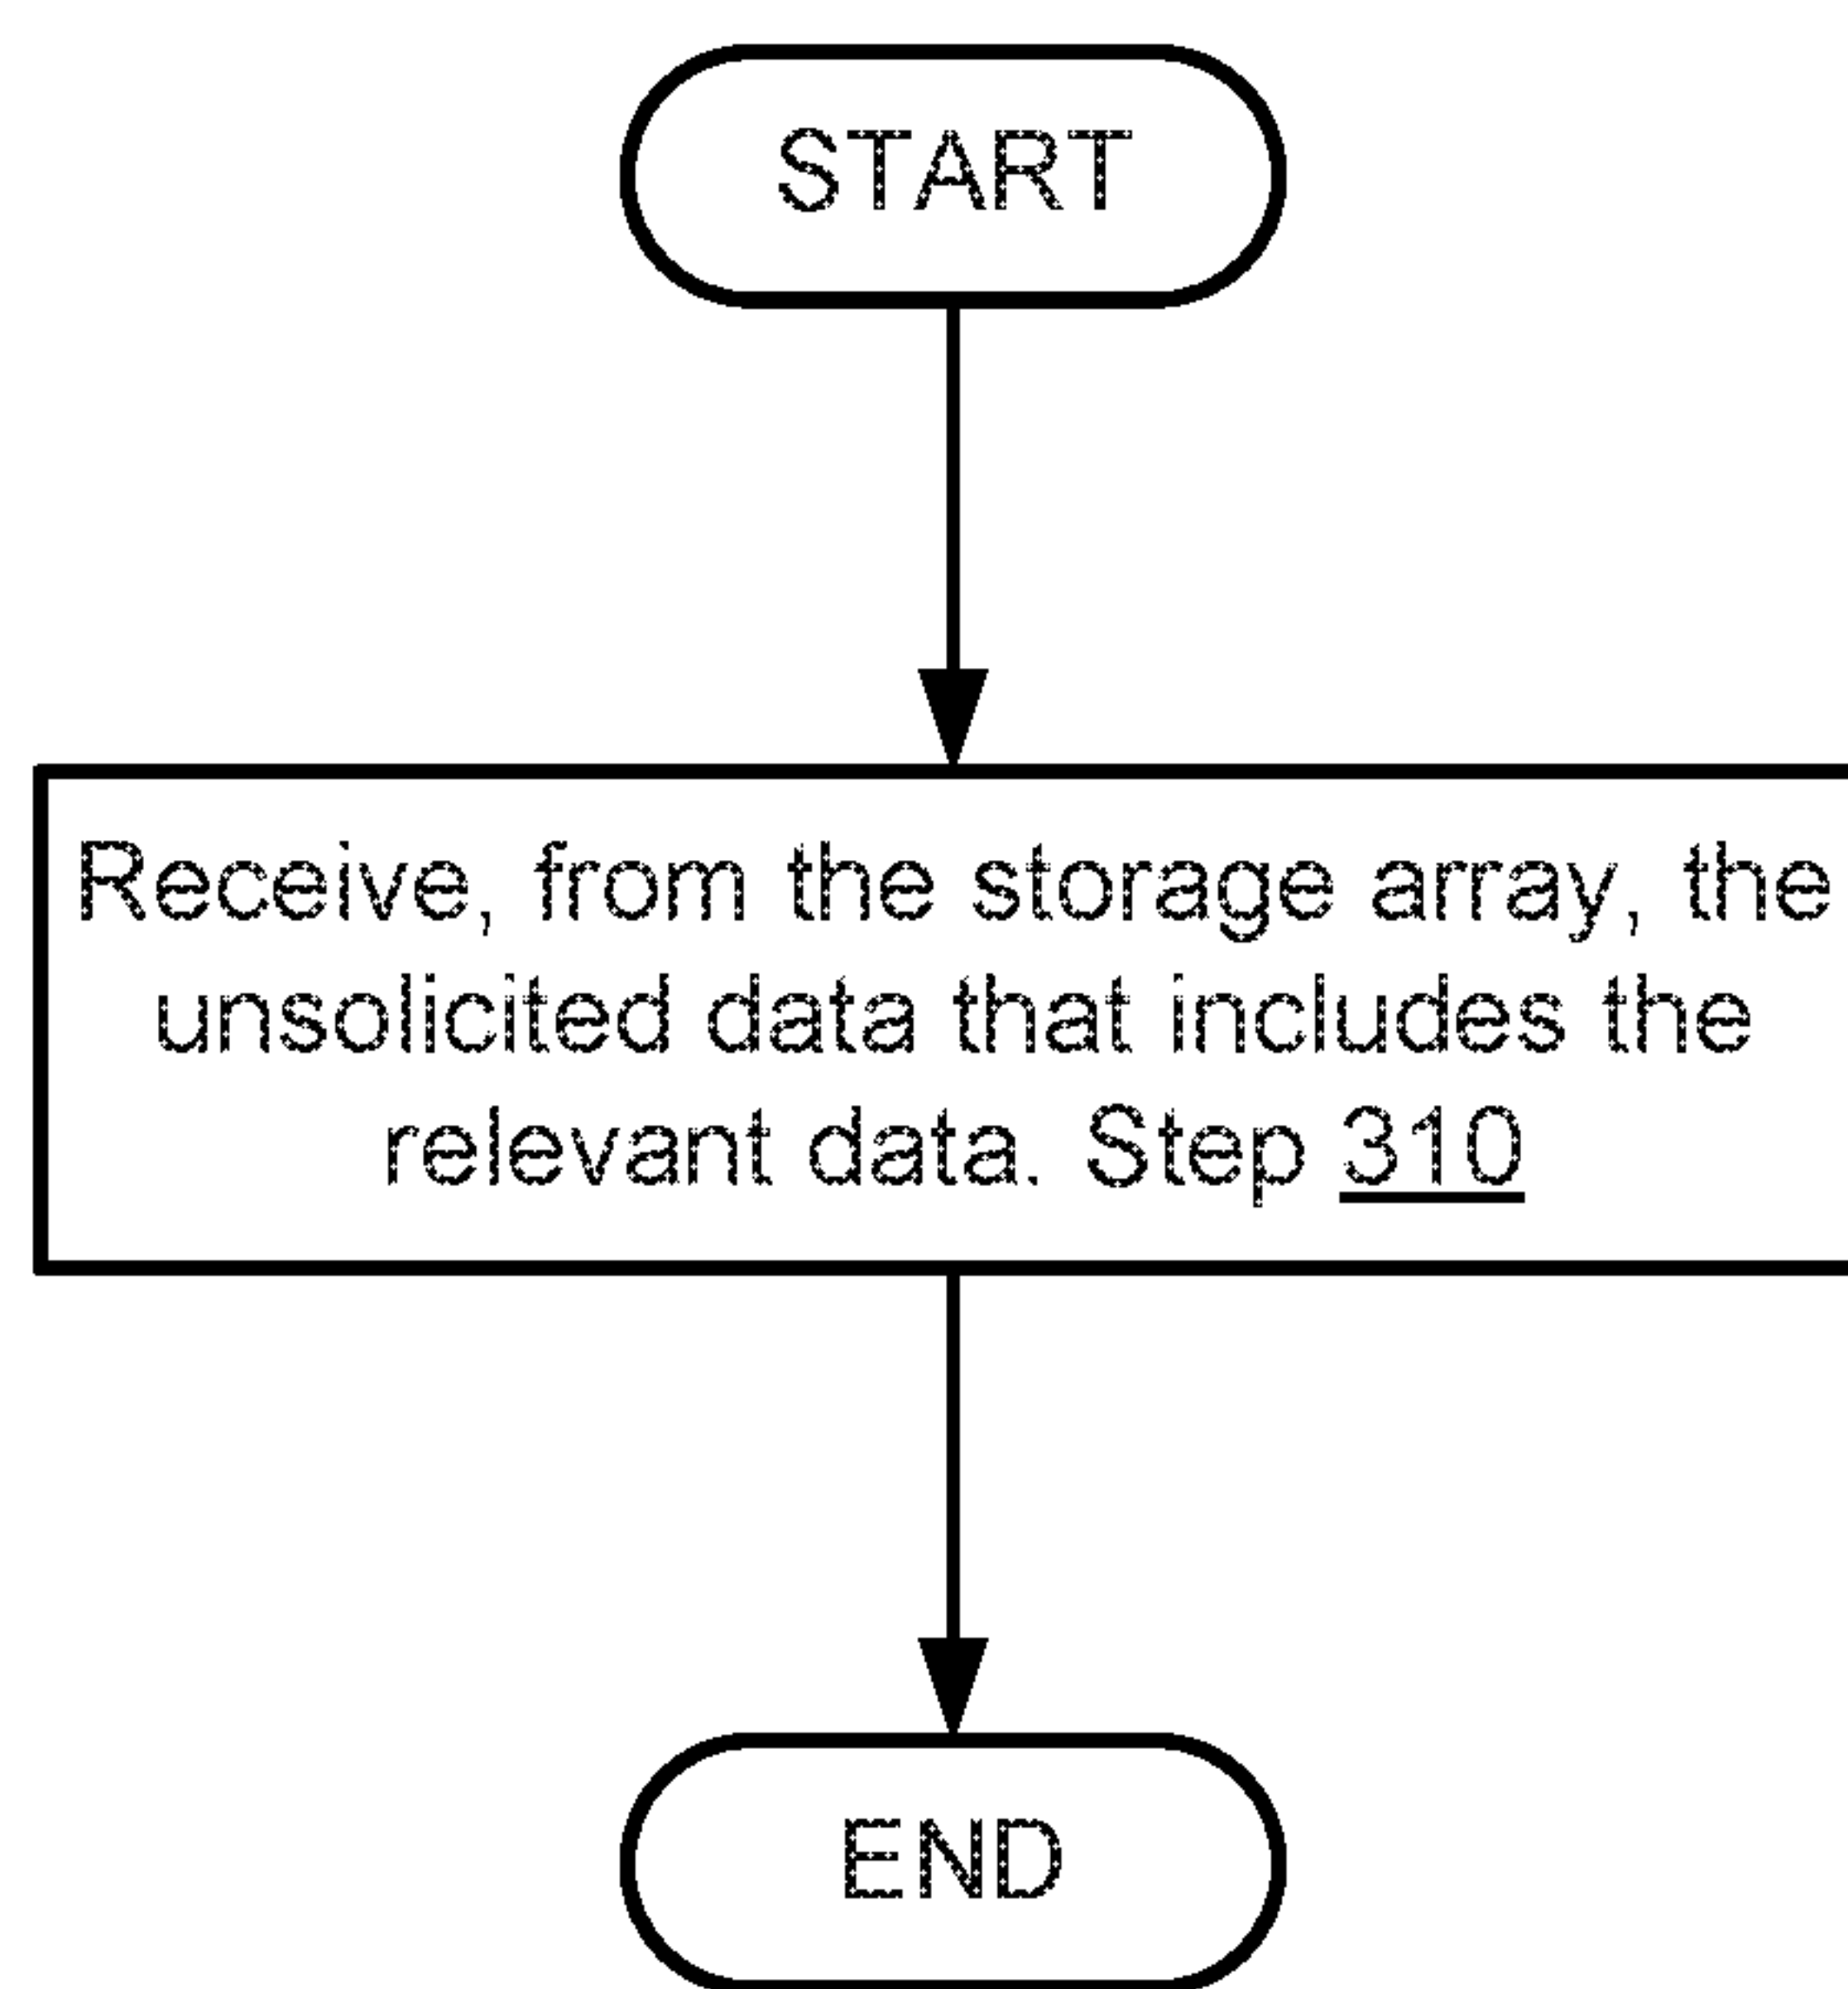 START
Receive, from the storage array, the
unsolicited data that includes the
relevant data. Step 310
END